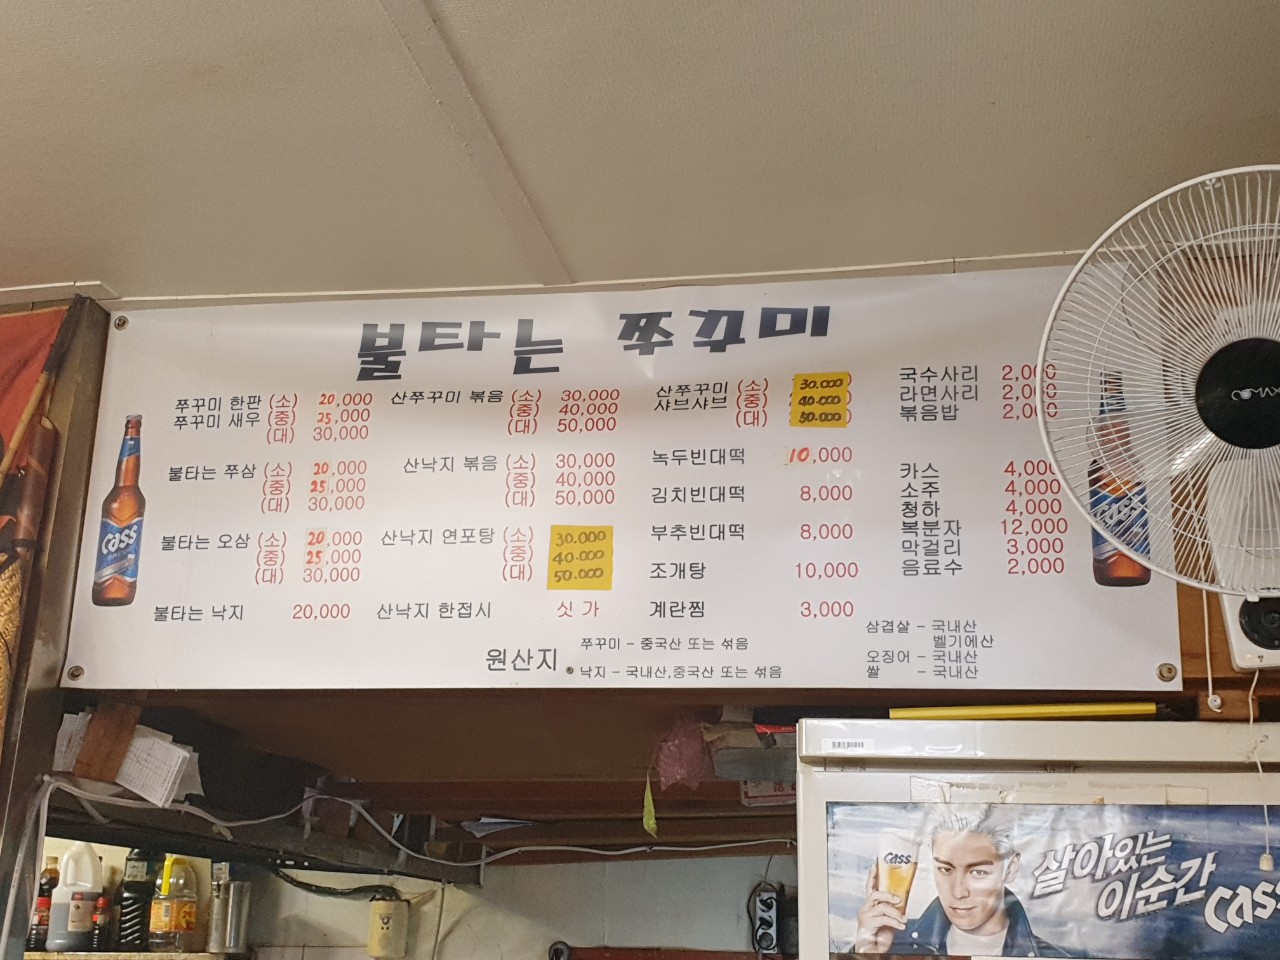 불타는 쭈꾸미
쭈꾸미 한판 (소) 20,000
쭈꾸미 새우 (중) 25,000
(대) 30,000
불타는 쭈삼 (소) 20,000
(중) 25,000
(대) 30,000
불타는 오삼 (소) 20,000
(중) 25,000
(대) 30,000
불타는 낙지 20,000
산쭈꾸미 볶음 (소) 30,000
(중) 40,000
(대) 50,000
산낙지 볶음 (소) 30,000
(중) 40,000
(대) 50,000
산낙지 연포탕 (소) 30.000
(중) 40.000
(대) 50.000
산낙지 한접시 싯 가
산쭈꾸미 (소) 30.000
샤브샤브 (중) 40.000
(대) 50.000
녹두빈대떡 10,000
김치빈대떡 8,000
부추빈대떡 8,000
조개탕 10,000
계란찜 3,000
국수사리 2,000
라면사리 2,000
볶음밥 2,000
카스 4,000
소주 4,000
청하 4,000
복분자 12,000
막걸리 3,000
음료수 2,000
원산지 쭈꾸미 - 중국산 또는 섞음
낙지 - 국내산,중국산 또는 섞음
삼겹살 - 국내산
벨기에산
오징어 - 국내산
쌀 - 국내산
Cass
Cass
살아있는
이순간
Cass